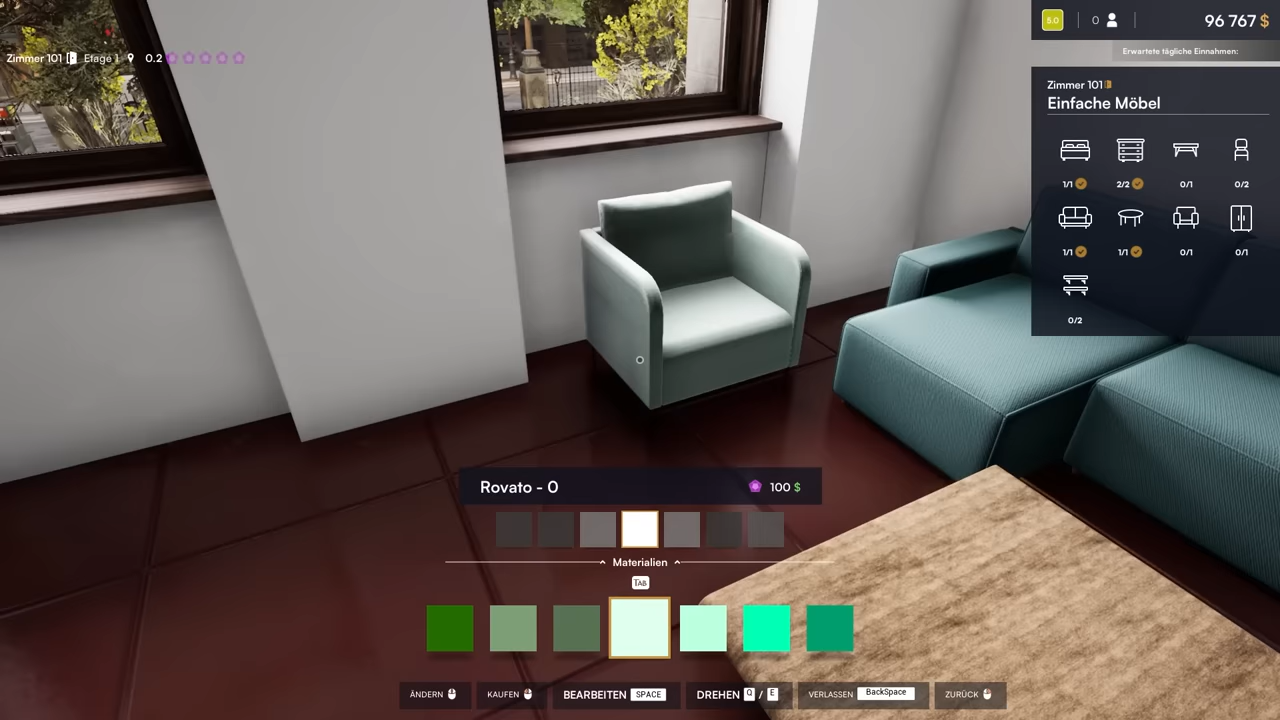 Zimmer 101 Etage 1 0.2
5.0 0 96 767 $
Erwartete tägliche Einnahmen:
Zimmer 101
Einfache Möbel
1/1 2/2 0/1 0/2
1/1 1/1 0/1 0/1
0/2
Rovato - 0 100 $
Materialien
TAB
ÄNDERN KAUFEN BEARBEITEN SPACE DREHEN Q / E VERLASSEN BackSpace ZURÜCK